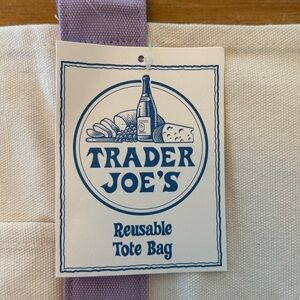 TRADER
JOE'S
Reusable
Tote Bag